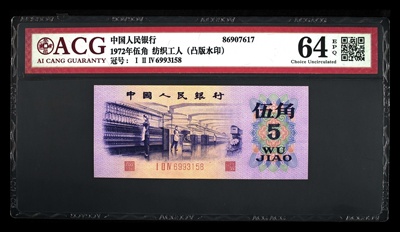 ACG
AI CANG GUARANTY
中国人民银行
86907617
1972年伍角 纺织工人（凸版水印）
冠号： I II IV 6993158
64 EPQ
Choice Uncirculated
中國人民銀行
伍角
5
WU
JIAO
I II IV 6993158